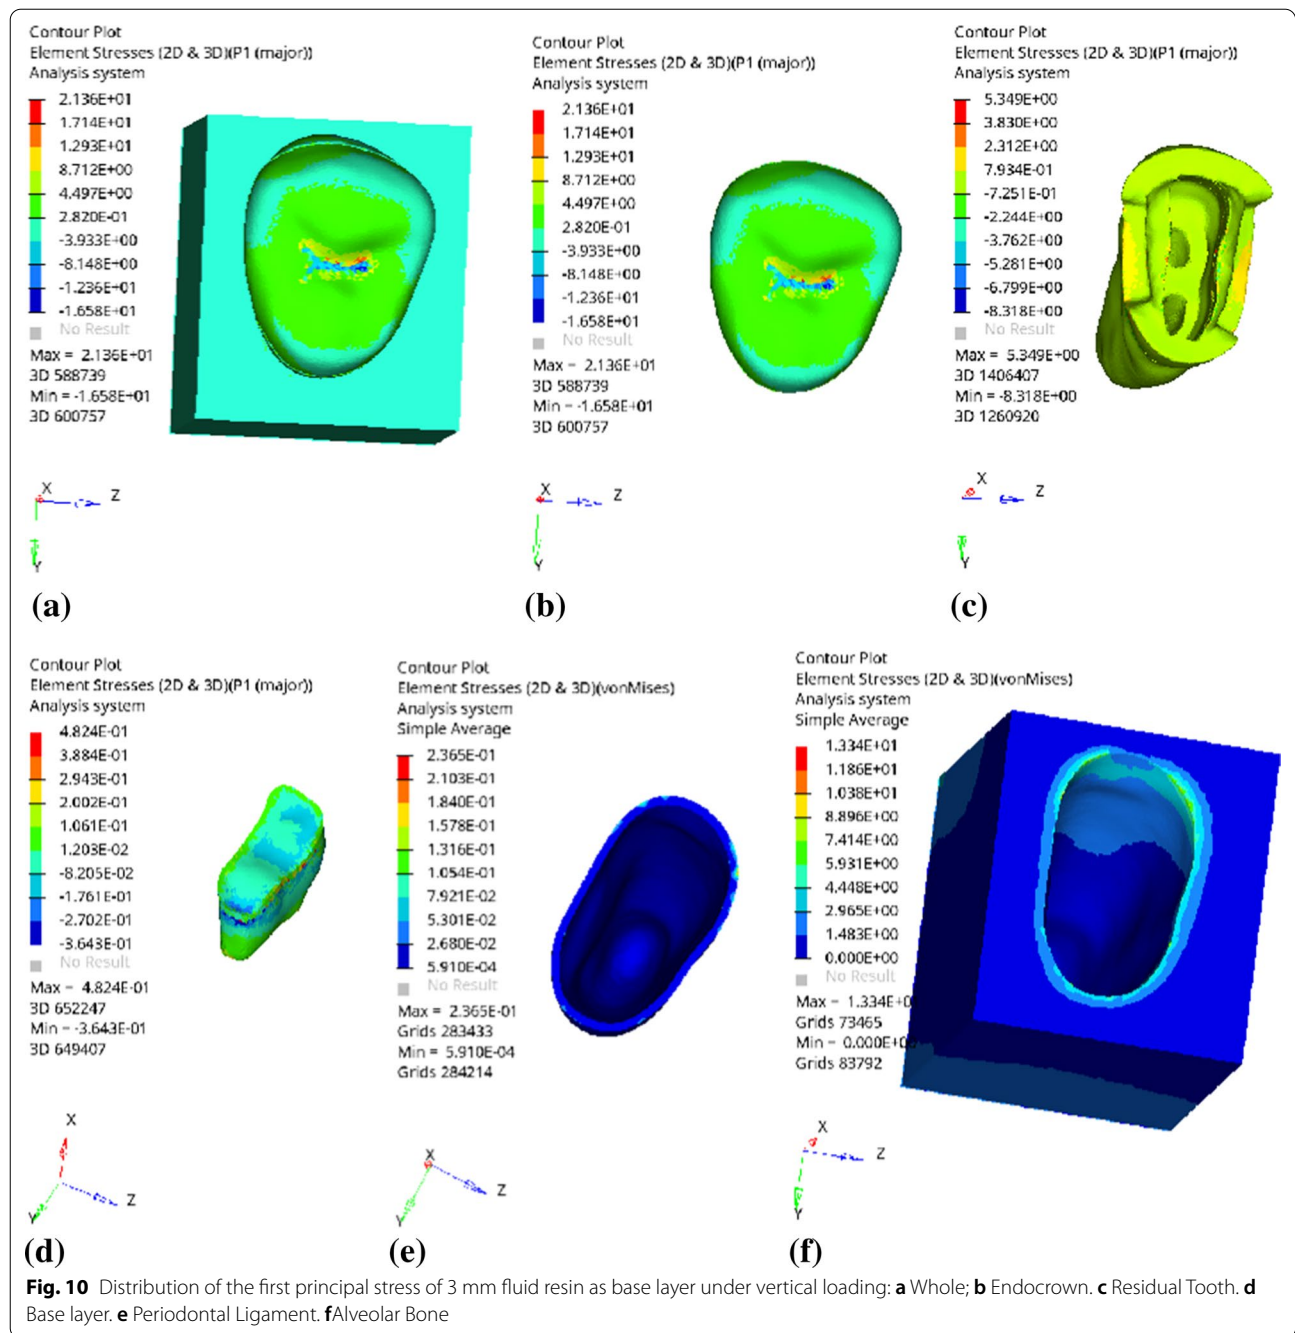 Contour Plot
Element Stresses (2D & 3D)(P1 (major))
Analysis system
2.136E+01
1.714E+01
1.293E+01
8.712E+00
4.497E+00
2.820E-01
-3.933E+00
-8.148E+00
-1.236E+01
-1.658E+01
No Result
Max = 2.136E+01
3D 588739
Min = -1.658E+01
3D 600757
X
Z
Y
(a)
Contour Plot
Element Stresses (2D & 3D)(P1 (major))
Analysis system
2.136E+01
1.714E+01
1.293E+01
8.712E+00
4.497E+00
2.820E-01
-3.933E+00
-8.148E+00
-1.236E+01
-1.658E+01
No Result
Max = 2.136E+01
3D 588739
Min = -1.658E+01
3D 600757
X
Z
Y
(b)
Contour Plot
Element Stresses (2D & 3D)(P1 (major))
Analysis system
5.349E+00
3.830E+00
2.312E+00
7.934E-01
-7.251E-01
-2.244E+00
-3.762E+00
-5.281E+00
-6.799E+00
-8.318E+00
No Result
Max = 5.349E+00
3D 1406407
Min = -8.318E+00
3D 1260920
X
Z
Y
(c)
Contour Plot
Element Stresses (2D & 3D)(P1 (major))
Analysis system
4.824E-01
3.884E-01
2.943E-01
2.002E-01
1.061E-01
1.203E-02
-8.205E-02
-1.761E-01
-2.702E-01
-3.643E-01
No Result
Max = 4.824E-01
3D 652247
Min = -3.643E-01
3D 649407
X
Z
Y
(d)
Contour Plot
Element Stresses (2D & 3D)(vonMises)
Analysis system
Simple Average
2.365E-01
2.103E-01
1.840E-01
1.578E-01
1.316E-01
1.054E-01
7.921E-02
5.301E-02
2.680E-02
5.910E-04
No Result
Max = 2.365E-01
Grids 283433
Min = 5.910E-04
Grids 284214
X
Z
Y
(e)
Contour Plot
Element Stresses (2D & 3D)(vonMises)
Analysis system
Simple Average
1.334E+01
1.186E+01
1.038E+01
8.896E+00
7.414E+00
5.931E+00
4.448E+00
2.965E+00
1.483E+00
0.000E+00
No Result
Max = 1.334E+0
Grids 73465
Min = 0.000E+0
Grids 83792
X
Z
Y
(f)
Fig. 10 Distribution of the first principal stress of 3 mm fluid resin as base layer under vertical loading: a Whole; b Endocrown. c Residual Tooth. d
Base layer. e Periodontal Ligament. fAlveolar Bone